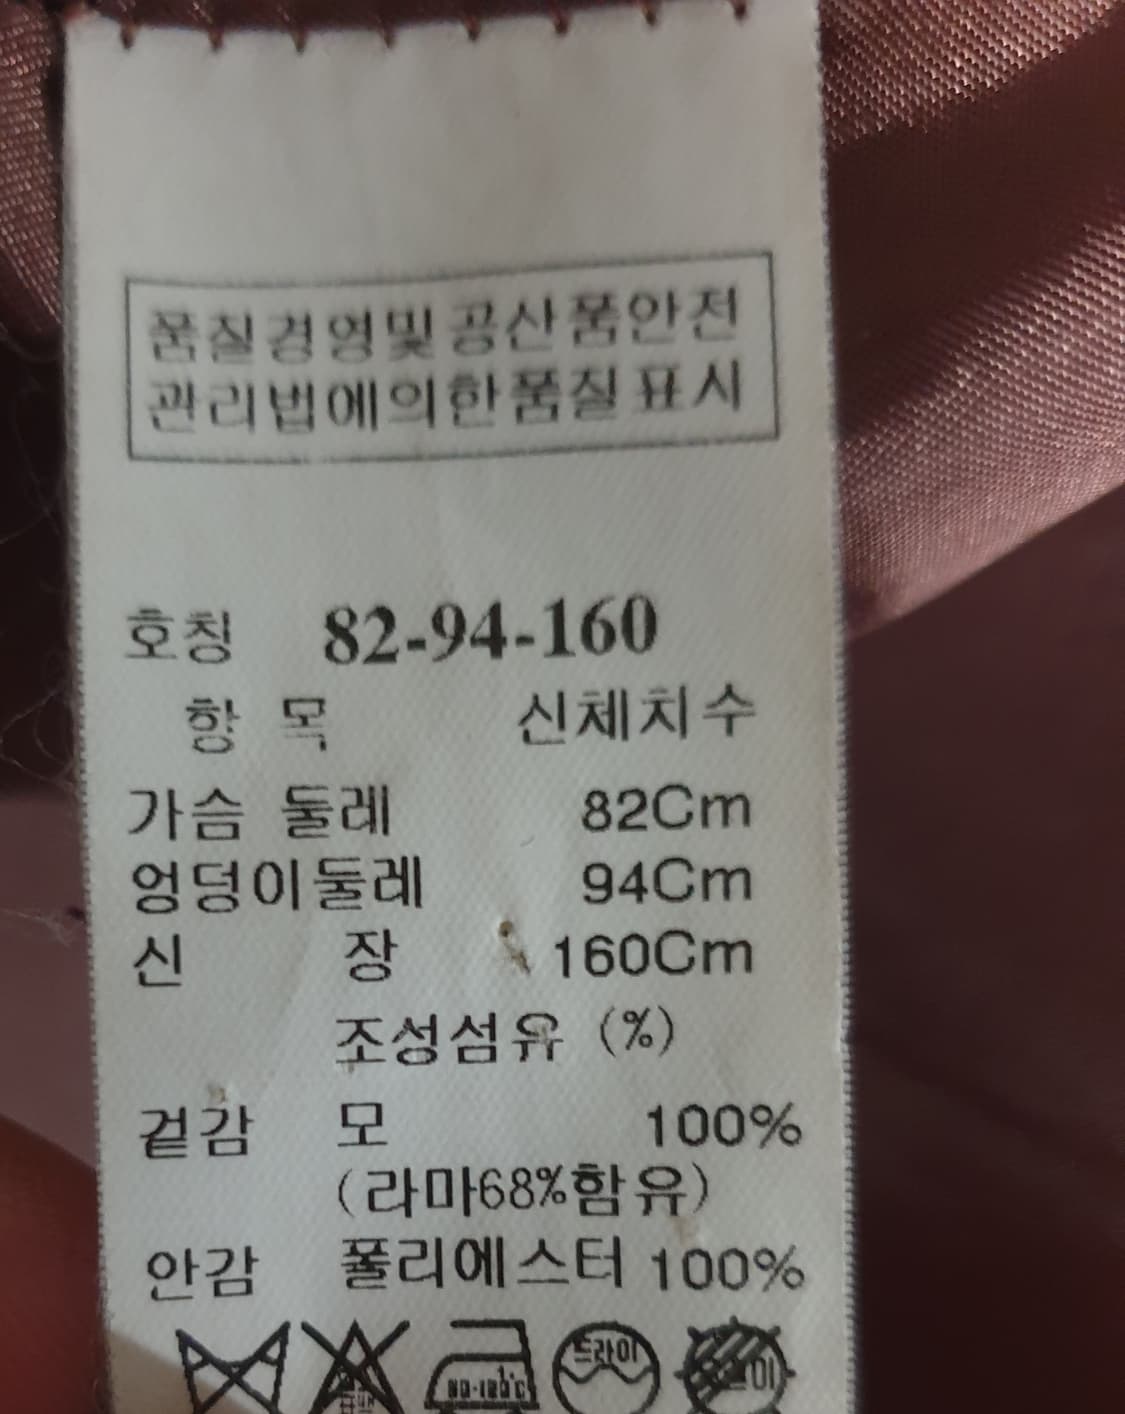 품질경영및공산품안전
관리법에의한품질표시
호칭 82-94-160
항 목 신체치수
가슴 둘레 82Cm
엉덩이둘레 94Cm
신 장 160Cm
조성섬유 (%)
겉감 모 100%
(라마68%함유)
안감 폴리에스터 100%
드라이